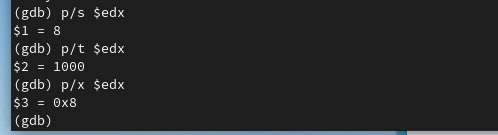 (gdb) p/s $edx
$1 = 8
(gdb) p/t $edx
$2 = 1000
(gdb) p/x $edx
$3 = 0x8
(gdb)